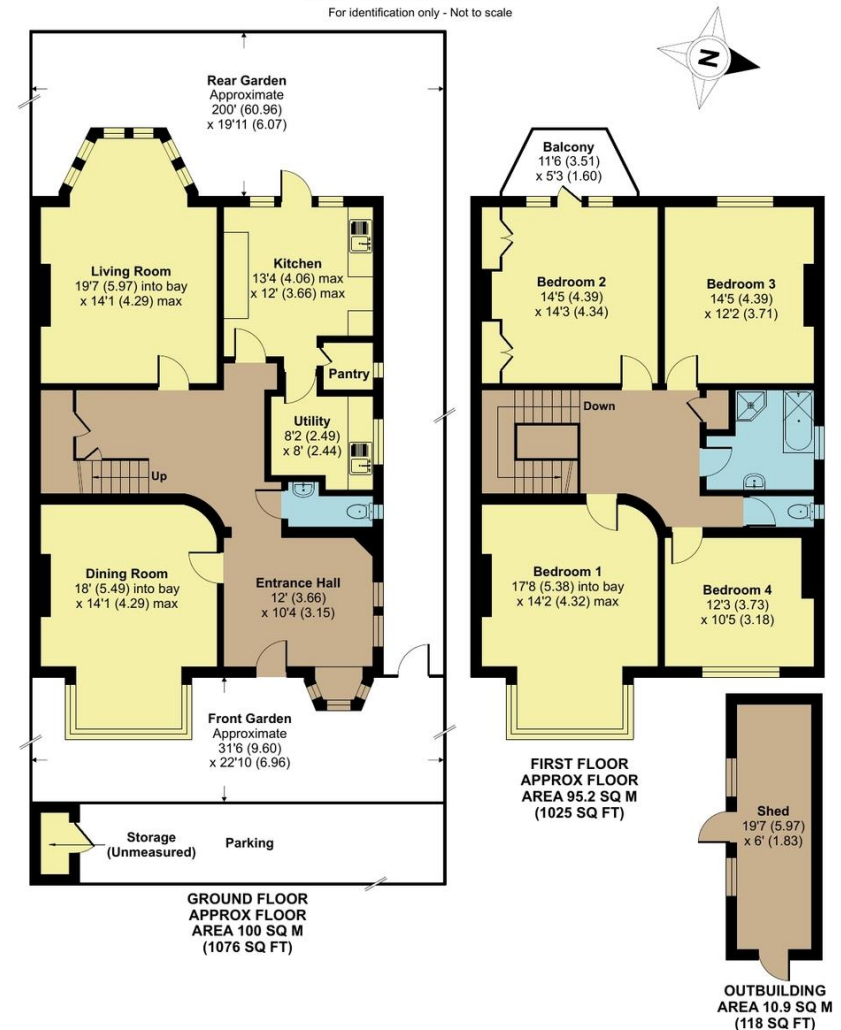 For identification only - Not to scale
N
Rear Garden
Approximate
200' (60.96)
x 19'11 (6.07)
Living Room
19'7 (5.97) into bay
x 14'1 (4.29) max
Kitchen
13'4 (4.06) max
x 12' (3.66) max
Pantry
Utility
8'2 (2.49)
x 8' (2.44)
Up
Dining Room
18' (5.49) into bay
x 14'1 (4.29) max
Entrance Hall
12' (3.66)
x 10'4 (3.15)
Front Garden
Approximate
31'6 (9.60)
x 22'10 (6.96)
Storage
(Unmeasured)
Parking
GROUND FLOOR
APPROX FLOOR
AREA 100 SQ M
(1076 SQ FT)
Balcony
11'6 (3.51)
x 5'3 (1.60)
Bedroom 2
14'5 (4.39)
x 14'3 (4.34)
Bedroom 3
14'5 (4.39)
x 12'2 (3.71)
Down
Bedroom 1
17'8 (5.38) into bay
x 14'2 (4.32) max
Bedroom 4
12'3 (3.73)
x 10'5 (3.18)
FIRST FLOOR
APPROX FLOOR
AREA 95.2 SQ M
(1025 SQ FT)
Shed
19'7 (5.97)
x 6' (1.83)
OUTBUILDING
AREA 10.9 SQ M
(118 SQ FT)